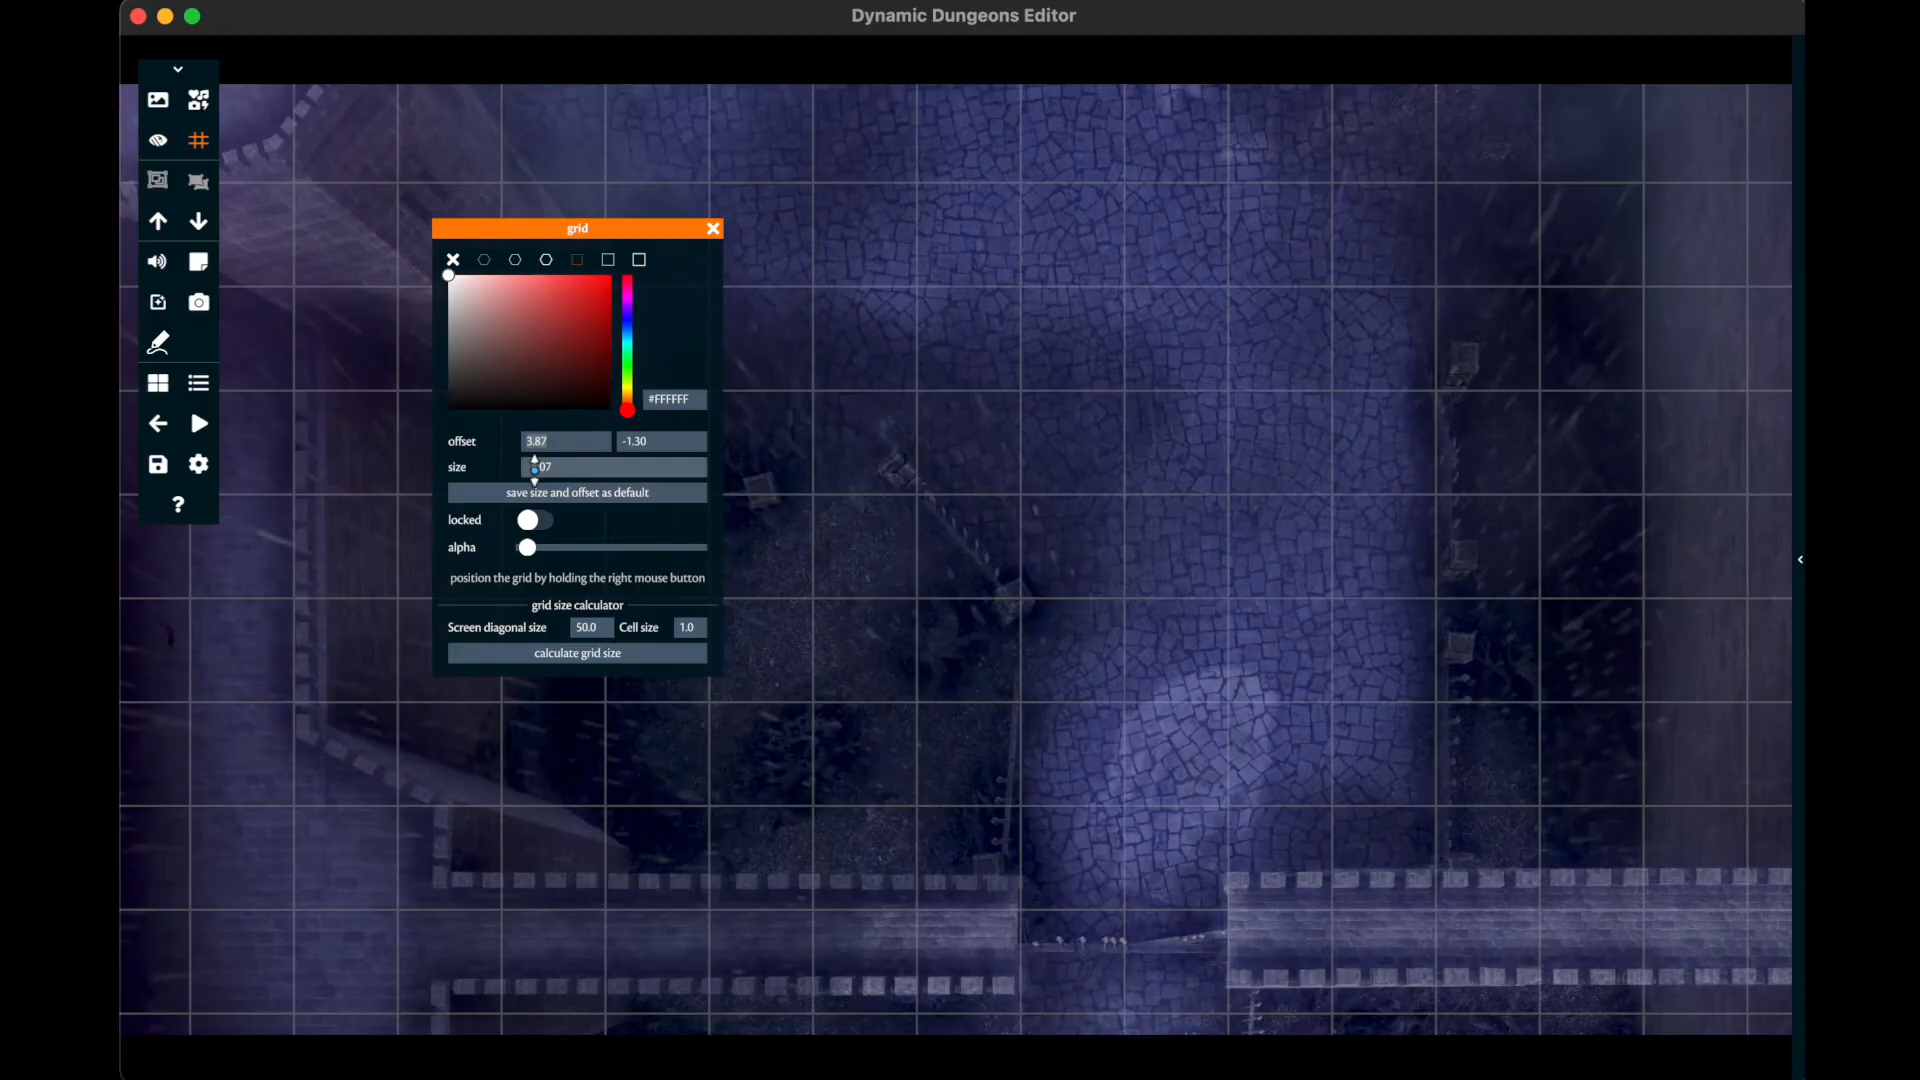 Dynamic Dungeons Editor
grid
#FFFFFF
offset 3.87 -1.30
size 07
save size and offset as default
locked
alpha
position the grid by holding the right mouse button
grid size calculator
Screen diagonal size 50.0 Cell size 1.0
calculate grid size
?